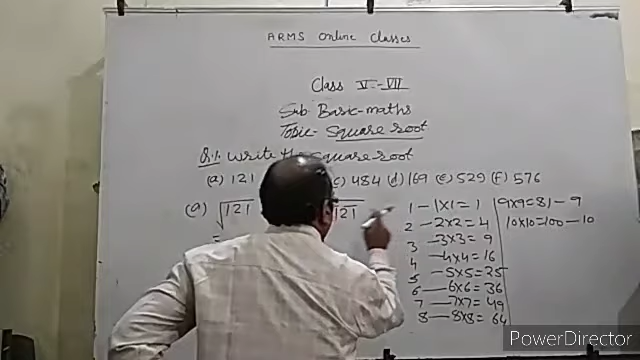 ARMS Online Classes
Class V-VII
Sub. Basic-maths
Topic- Square root
Q.1. Write the square root
(a) 121 (c) 484 (d) 169 (e) 529 (f) 576
(a) √121 121
1 - 1x1 = 1
2 - 2x2 = 4
3 - 3x3 = 9
4 - 4x4 = 16
5 - 5x5 = 25
6 - 6x6 = 36
7 - 7x7 = 49
8 - 8x8 = 64
9x9 = 81 - 9
10x10 = 100 - 10
PowerDirector